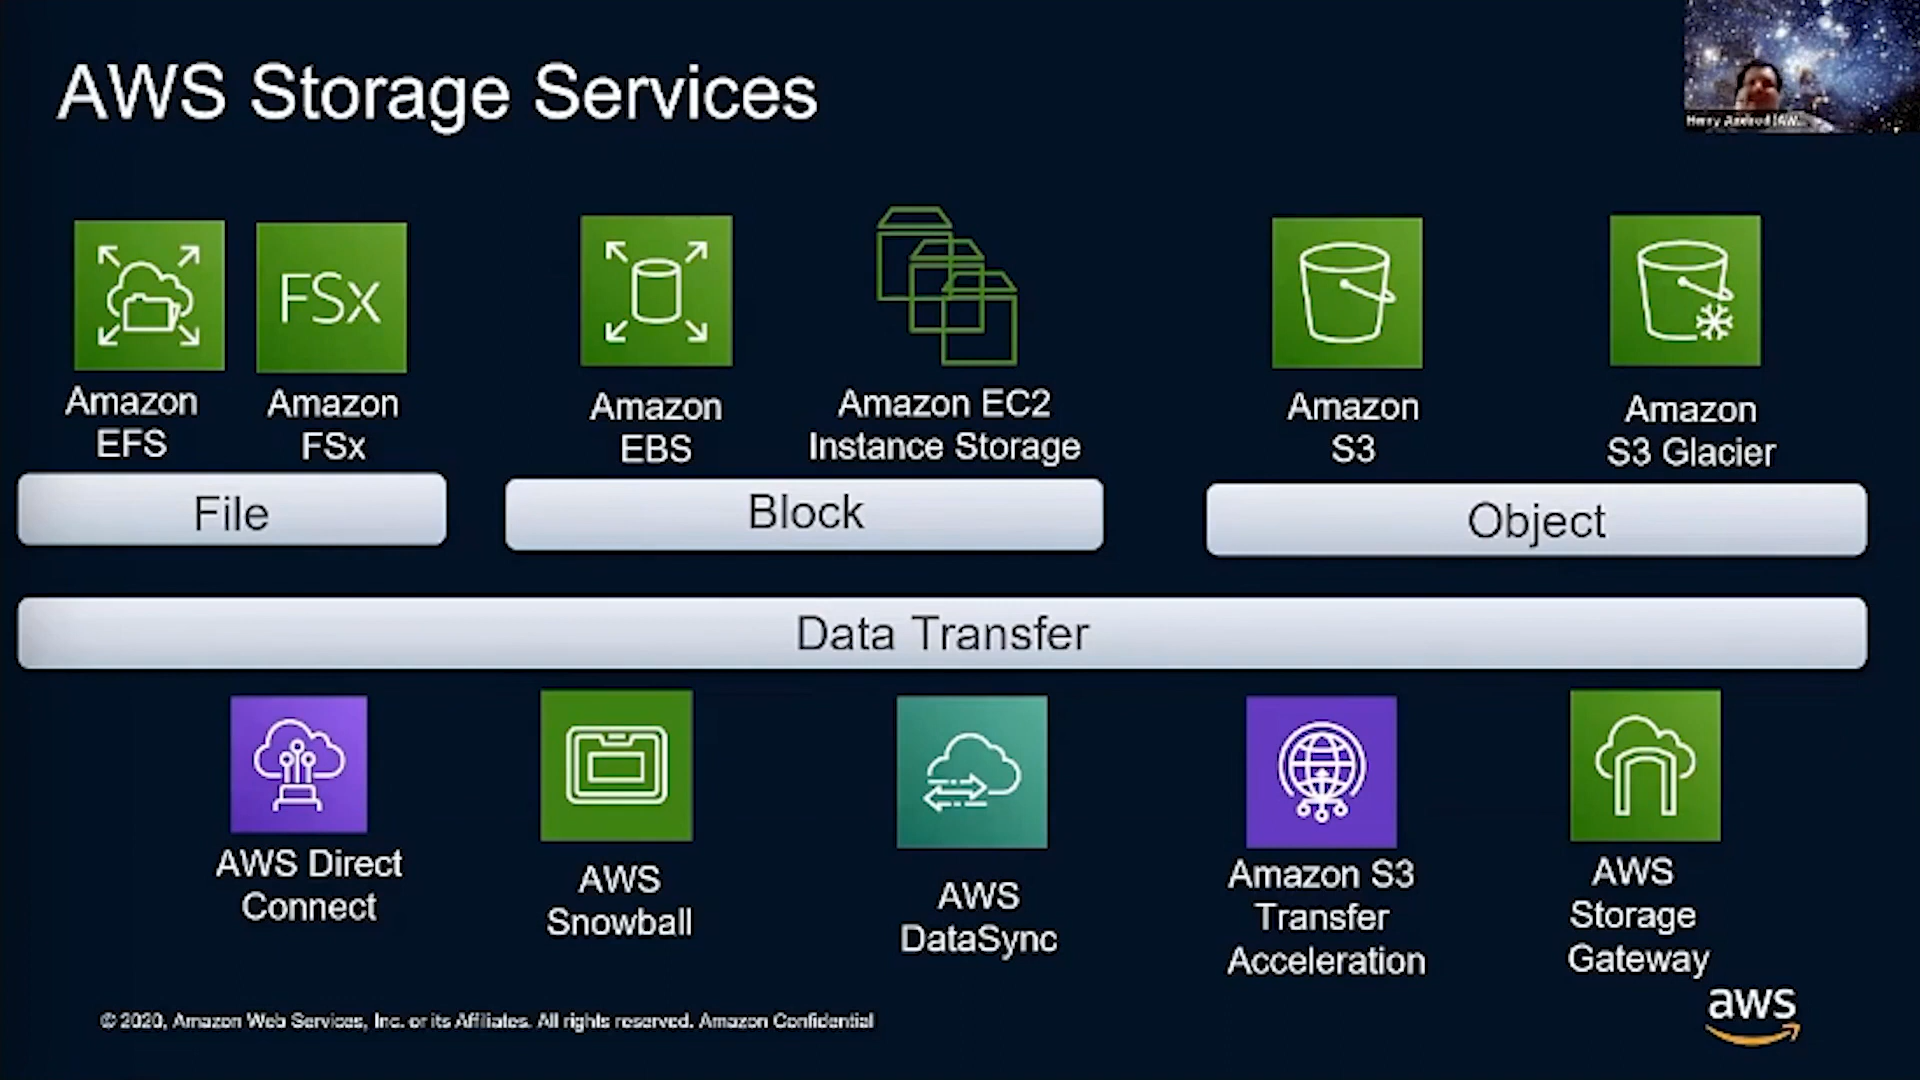 AWS Storage Services
FSx
Amazon
EFS
Amazon
FSx
Amazon
EBS
Amazon EC2
Instance Storage
Amazon
S3
Amazon
S3 Glacier
File
Block
Object
Data Transfer
AWS Direct
Connect
AWS
Snowball
AWS
DataSync
Amazon S3
Transfer
Acceleration
AWS
Storage
Gateway
aws
© 2020, Amazon Web Services, Inc. or its Affiliates. All rights reserved. Amazon Confidential